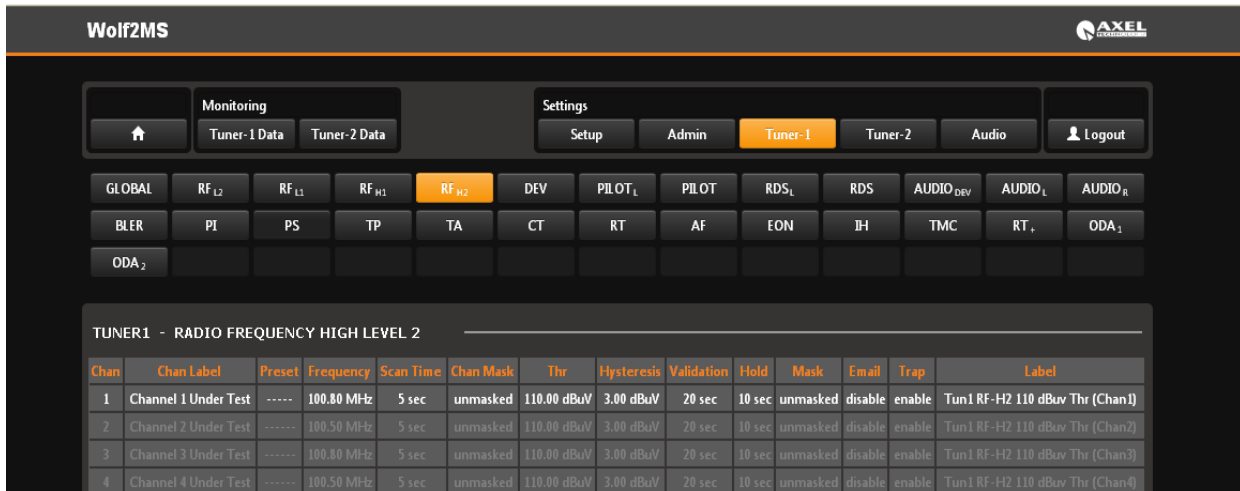 Wolf2MS
AXEL
TECHNOLOGY
Monitoring
Settings
Tuner-1 Data Tuner-2 Data Setup Admin Tuner-1 Tuner-2 Audio Logout
GLOBAL RF L2 RF L1 RF H1 RF H2 DEV PILOT L PILOT RDS L RDS AUDIO DEV AUDIO L AUDIO R
BLER PI PS TP TA CT RT AF EON IH TMC RT + ODA 1
ODA 2
TUNER1 - RADIO FREQUENCY HIGH LEVEL 2
Chan Chan Label Preset Frequency Scan Time Chan Mask Thr Hysteresis Validation Hold Mask Email Trap Label
1 Channel 1 Under Test ----- 100.80 MHz 5 sec unmasked 110.00 dBuV 3.00 dBuV 20 sec 10 sec unmasked disable enable Tun1 RF-H2 110 dBuv Thr (Chan1)
2 Channel 2 Under Test ------ 100.50 MHz 5 sec unmasked 110.00 dBuV 3.00 dBuV 20 sec 10 sec unmasked disable enable Tun1 RF-H2 110 dBuv Thr (Chan2)
3 Channel 3 Under Test ------ 100.80 MHz 5 sec unmasked 110.00 dBuV 3.00 dBuV 20 sec 10 sec unmasked disable enable Tun1 RF-H2 110 dBuv Thr (Chan3)
4 Channel 4 Under Test ------ 100.50 MHz 5 sec unmasked 110.00 dBuV 3.00 dBuV 20 sec 10 sec unmasked disable enable Tun1 RF-H2 110 dBuv Thr (Chan4)